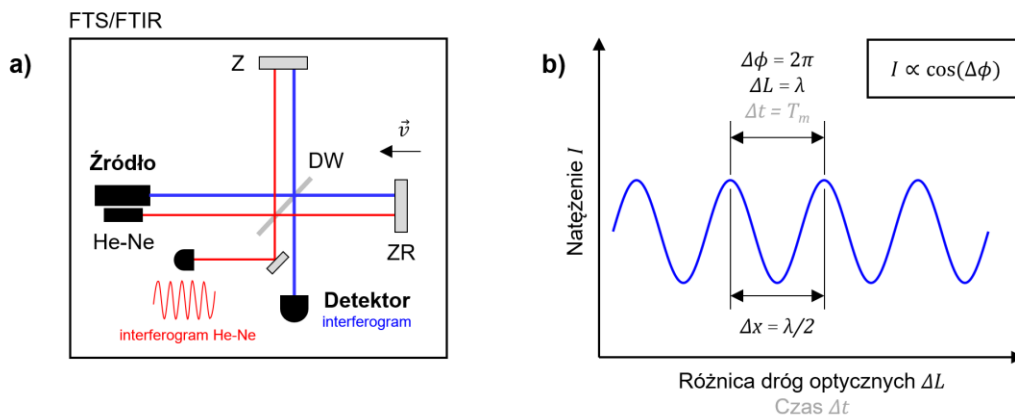 FTS/FTIR
a)
Z
v⃗
DW
Źródło
He-Ne
ZR
Detektor
interferogram
interferogram He-Ne
b)
Δϕ = 2π
ΔL = λ
Δt = Tₘ
I ∝ cos(Δϕ)
Natężenie I
Δx = λ/2
Różnica dróg optycznych ΔL
Czas Δt